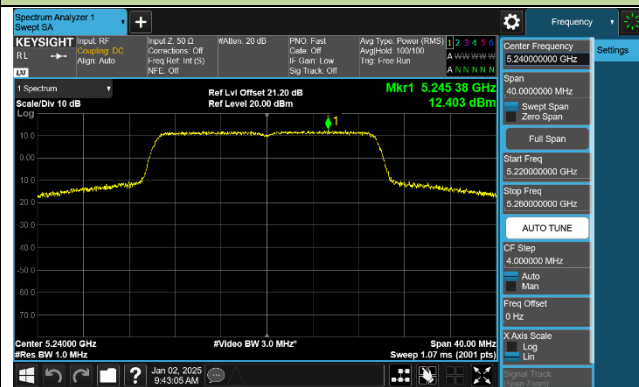 Spectrum Analyzer 1
Swept SA
Frequency
KEYSIGHT
RL
LXI
Input: RF
Coupling: DC
Align: Auto
Input Z: 50 Ω
Corrections: Off
Freq Ref: Int (S)
NFE: Off
#Atten: 20 dB
PNO: Fast
Gate: Off
IF Gain: Low
Sig Track: Off
Avg Type: Power (RMS)
Avg|Hold: 100/100
Trig: Free Run
1 2 3 4 5 6
A W W W W W
A N N N N N
1 Spectrum
Scale/Div 10 dB
Ref Lvl Offset 21.20 dB
Ref Level 20.00 dBm
Mkr1 5.245 38 GHz
12.403 dBm
Log
1
10.0
0.00
-10.0
-20.0
-30.0
-40.0
-50.0
-60.0
-70.0
Center 5.24000 GHz
#Res BW 1.0 MHz
#Video BW 3.0 MHz*
Span 40.00 MHz
Sweep 1.07 ms (2001 pts)
Center Frequency
5.240000000 GHz
Settings
Span
40.0000000 MHz
Swept Span
Zero Span
Full Span
Start Freq
5.220000000 GHz
Stop Freq
5.260000000 GHz
AUTO TUNE
CF Step
4.000000 MHz
Auto
Man
Freq Offset
0 Hz
X Axis Scale
Log
Lin
Signal Track
(Span Zoom)
Jan 02, 2025
9:43:05 AM